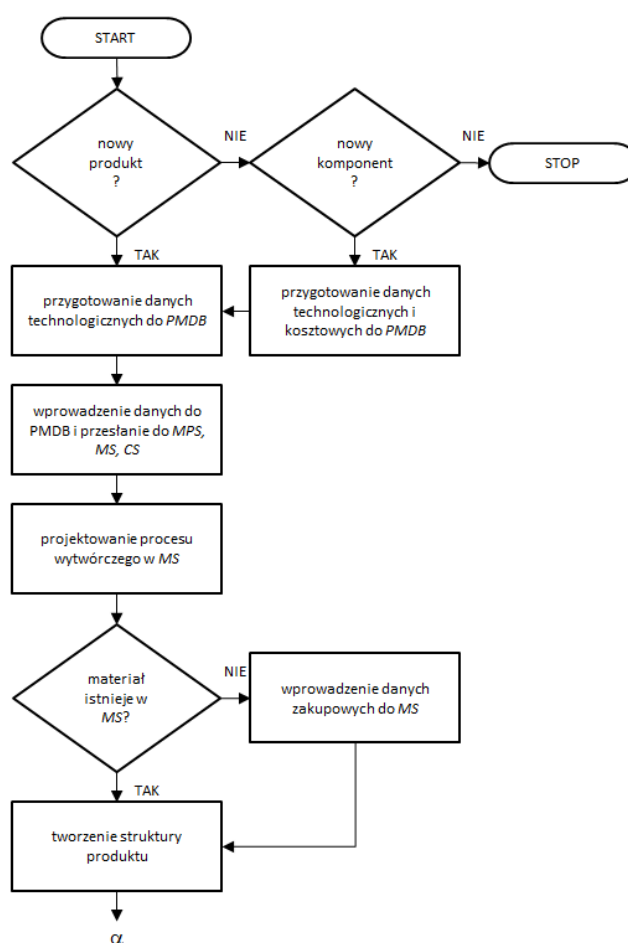 START
nowy
produkt
?
NIE
nowy
komponent
?
NIE
STOP
TAK
TAK
przygotowanie danych
technologicznych do PMDB
przygotowanie danych
technologicznych i
kosztowych do PMDB
wprowadzenie danych do
PMDB i przesłanie do MPS,
MS, CS
projektowanie procesu
wytwórczego w MS
materiał
istnieje w
MS?
NIE
wprowadzenie danych
zakupowych do MS
TAK
tworzenie struktury
produktu
α